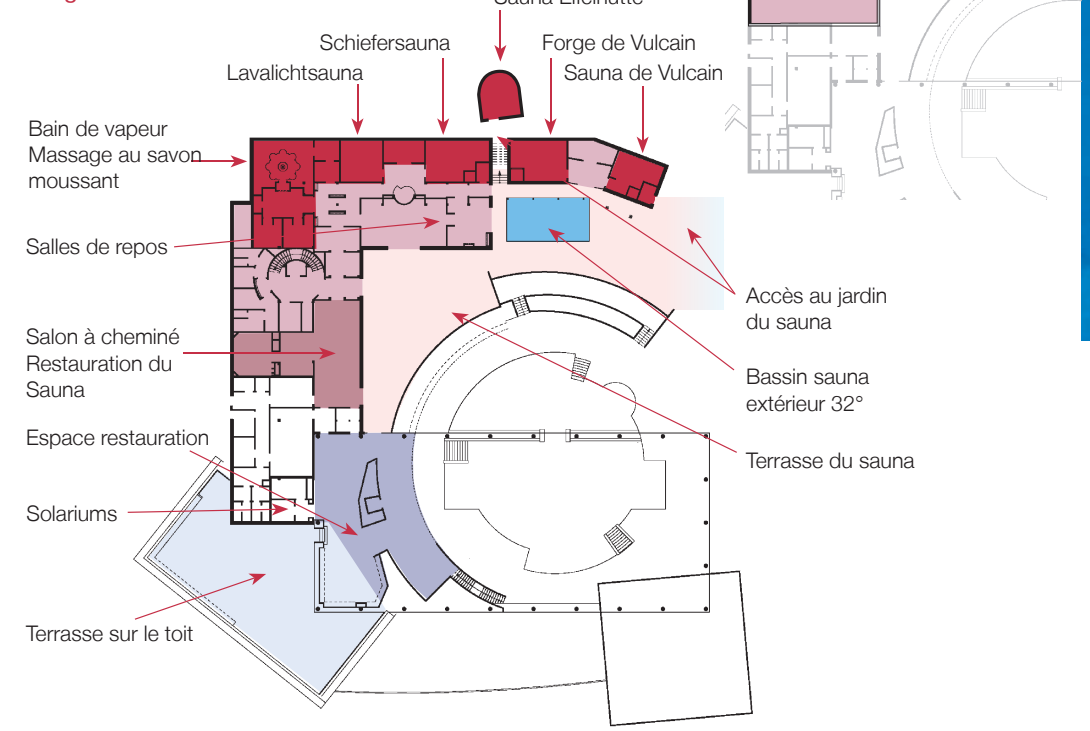 Sauna Eifelhütte
Schiefersauna
Forge de Vulcain
Lavalichtsauna
Sauna de Vulcain
Bain de vapeur
Massage au savon
moussant
Salles de repos
Accès au jardin
du sauna
Salon à cheminé
Restauration du
Sauna
Bassin sauna
extérieur 32°
Espace restauration
Terrasse du sauna
Solariums
Terrasse sur le toit